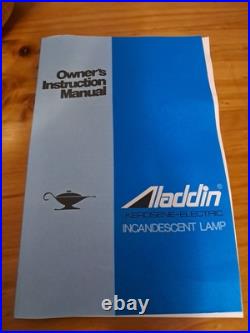 Owner's
Instruction
Manual
Aladdin®
KEROSENE-ELECTRIC
INCANDESCENT LAMP